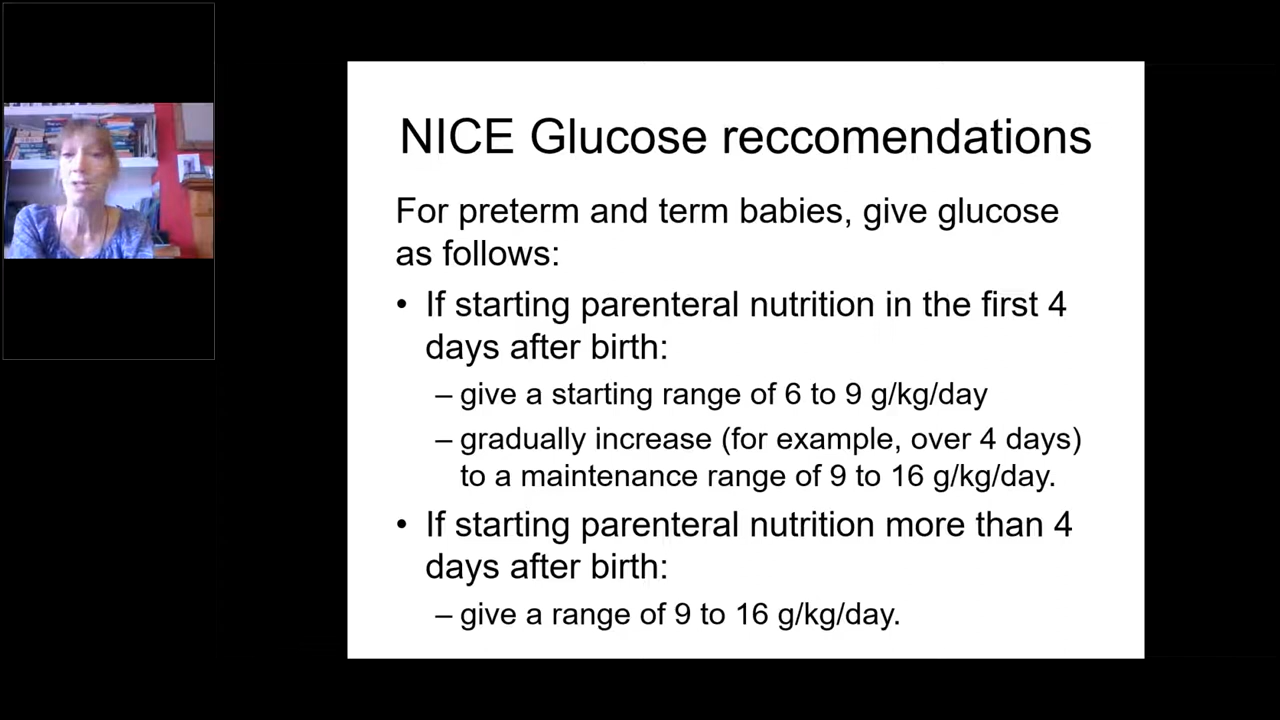 NICE Glucose reccomendations
For preterm and term babies, give glucose
as follows:
• If starting parenteral nutrition in the first 4
days after birth:
– give a starting range of 6 to 9 g/kg/day
– gradually increase (for example, over 4 days)
to a maintenance range of 9 to 16 g/kg/day.
• If starting parenteral nutrition more than 4
days after birth:
– give a range of 9 to 16 g/kg/day.